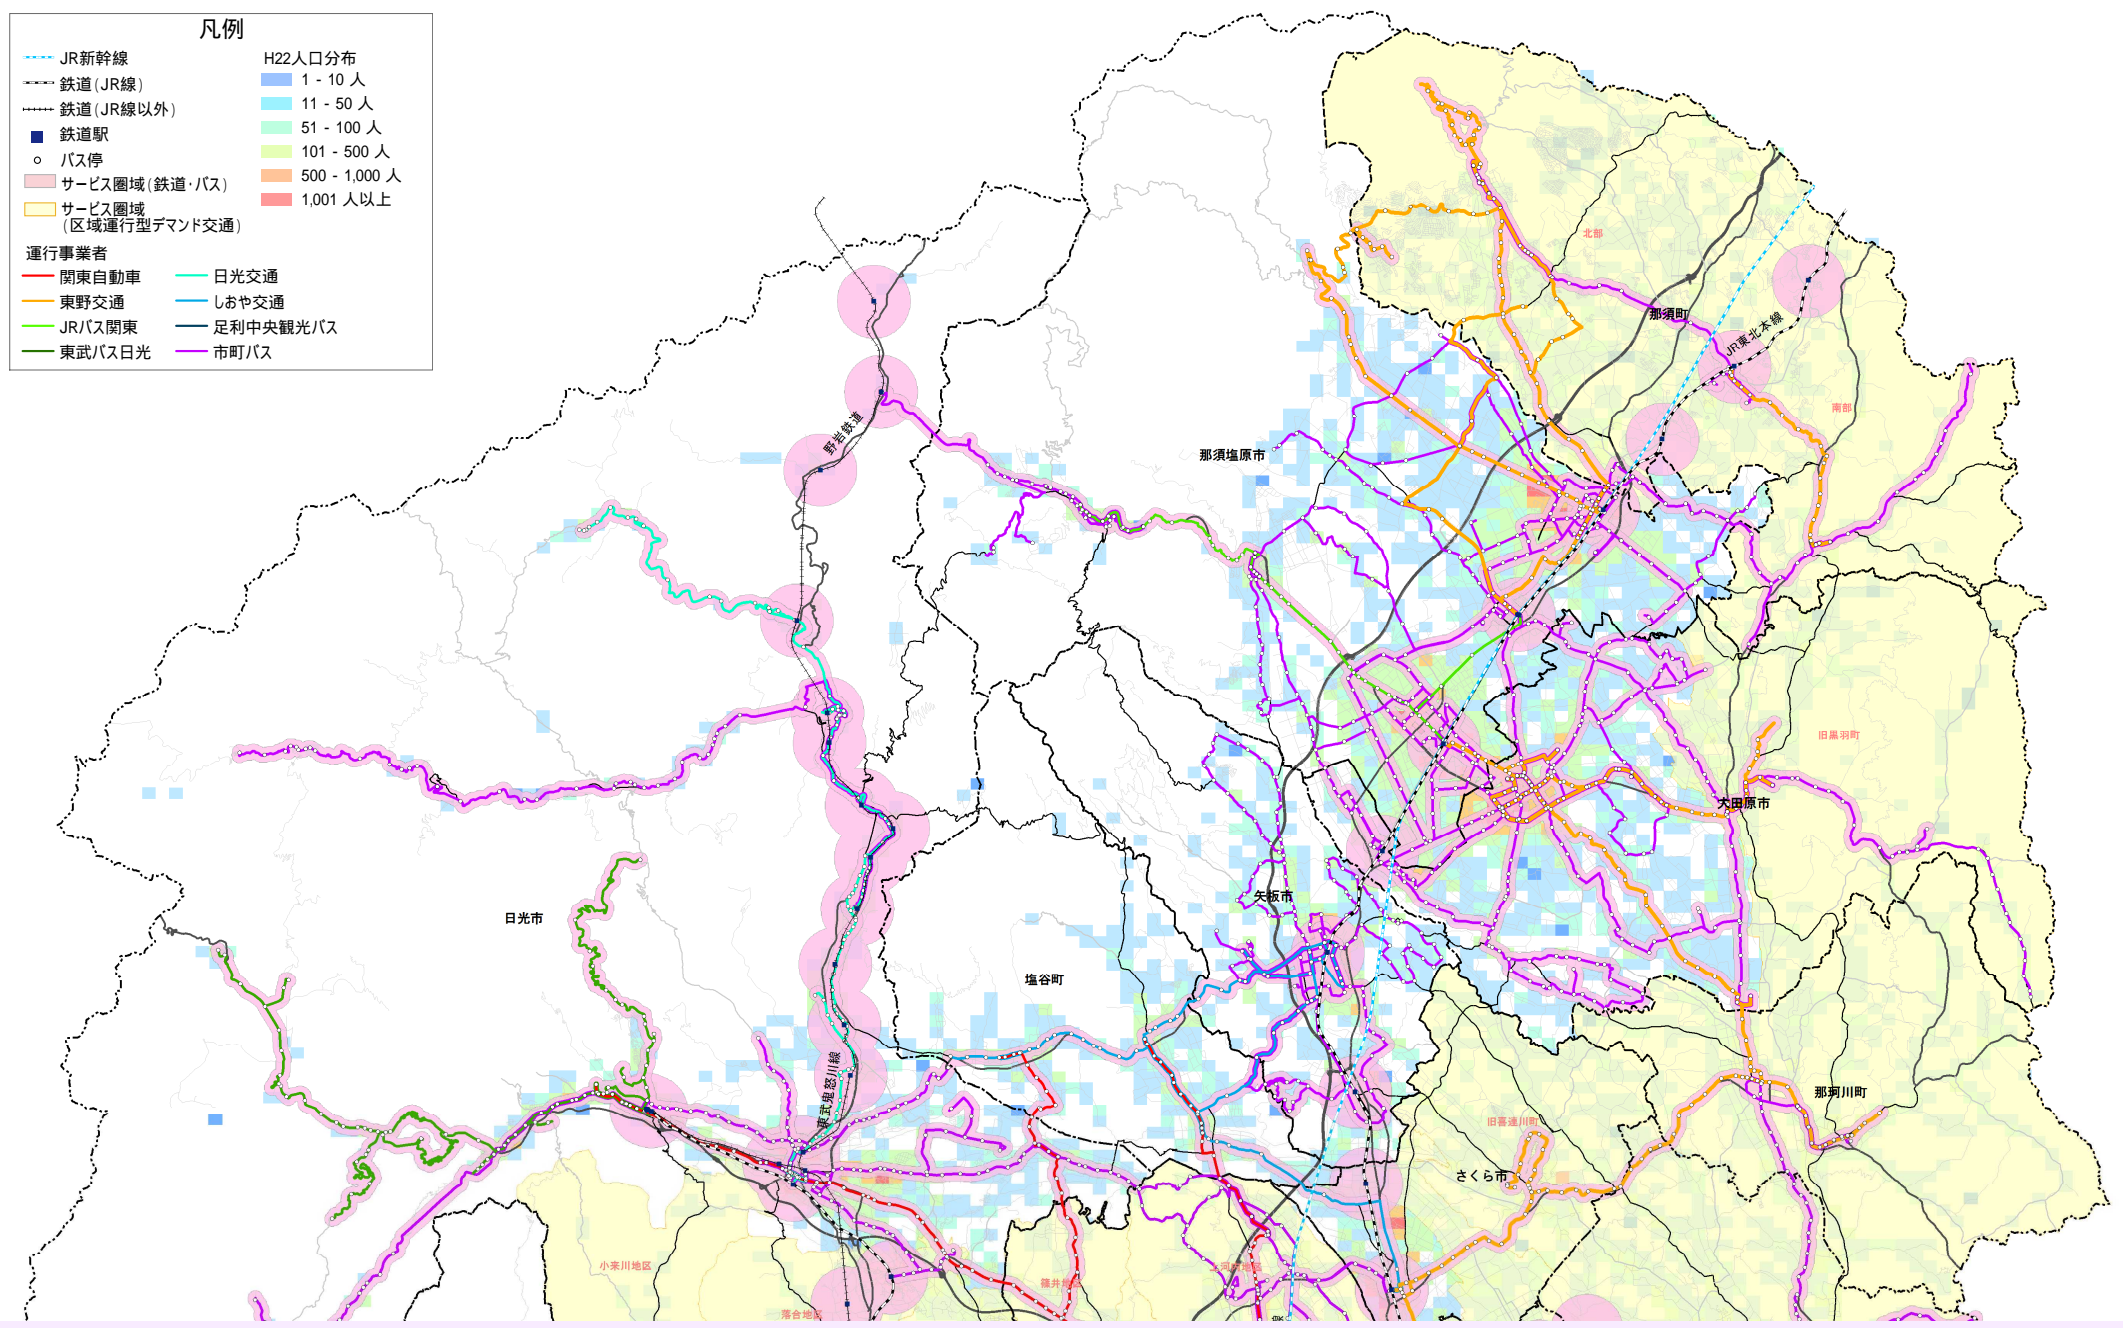 凡例
JR新幹線
鉄道(JR線)
鉄道(JR線以外)
鉄道駅
バス停
サービス圏域(鉄道・バス)
サービス圏域
(区域運行型デマンド交通)
H22人口分布
1 - 10 人
11 - 50 人
51 - 100 人
101 - 500 人
500 - 1,000 人
1,001 人以上
運行事業者
関東自動車
東野交通
JRバス関東
東武バス日光
日光交通
しおや交通
足利中央観光バス
市町バス
北部
那須町
JR東北本線
南部
野岩鉄道
那須塩原市
旧黒羽町
大田原市
矢板市
日光市
塩谷町
東武鬼怒川線
那珂川町
旧喜連川町
さくら市
小来川地区
篠井地区
上河内地区
落合地区